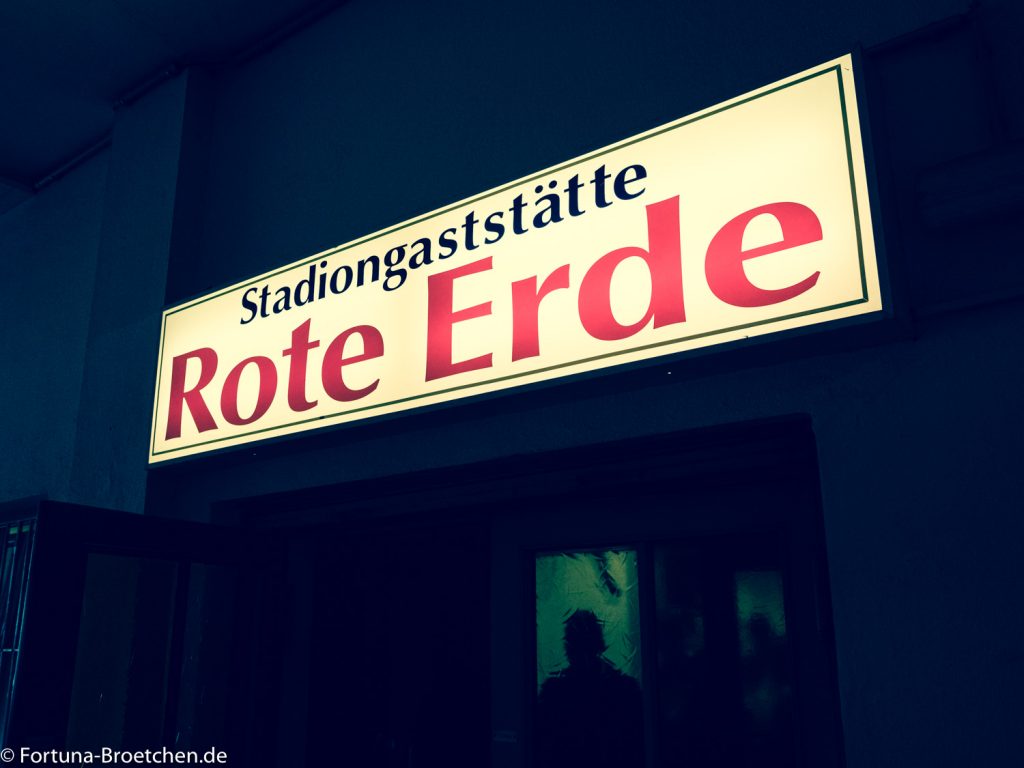 Stadiongaststätte
Rote Erde
© Fortuna-Broetchen.de